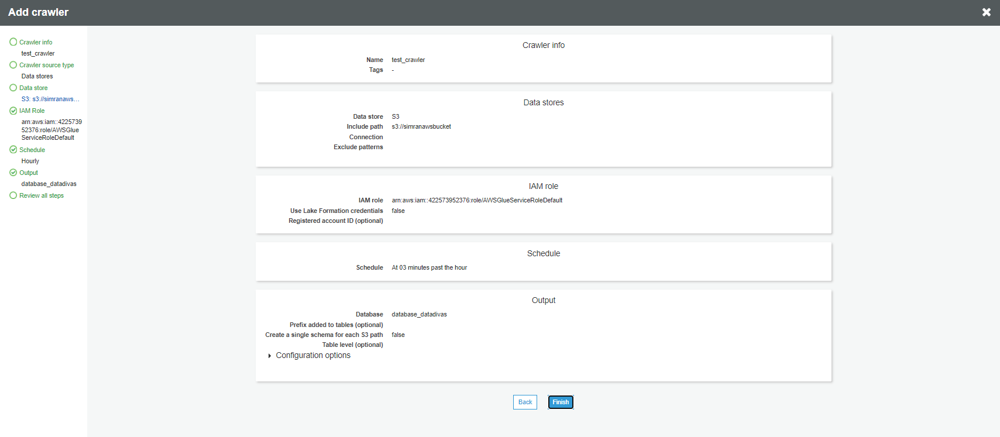 Add crawler
Crawler info
test_crawler
Crawler source type
Data stores
Data store
S3: s3://simranaws...
IAM Role
arn:aws:iam::4225739
52376:role/AWSGlue
ServiceRoleDefault
Schedule
Hourly
Output
database_datadivas
Review all steps
Crawler info
Name test_crawler
Tags -
Data stores
Data store S3
Include path s3://simranawsbucket
Connection
Exclude patterns
IAM role
IAM role arn:aws:iam::422573952376:role/AWSGlueServiceRoleDefault
Use Lake Formation credentials false
Registered account ID (optional)
Schedule
Schedule At 03 minutes past the hour
Output
Database database_datadivas
Prefix added to tables (optional)
Create a single schema for each S3 path false
Table level (optional)
Configuration options
Back Finish